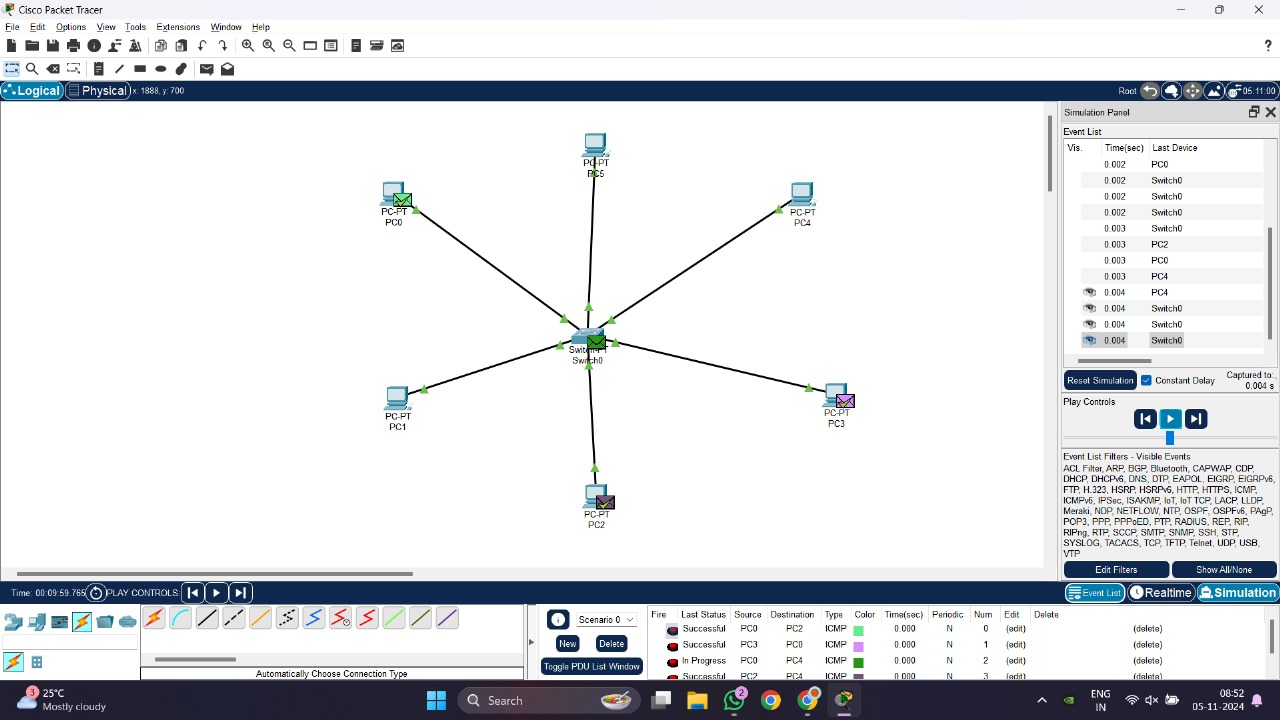 Cisco Packet Tracer
File Edit Options View Tools Extensions Window Help
Logical Physical x: 1888, y: 700 Root 05:11:00
PC-PT
PC5
PC-PT
PC0
PC-PT
PC4
Switch0
PC-PT
PC1
PC-PT
PC3
PC-PT
PC2
Simulation Panel
Event List
Vis. Time(sec) Last Device
0.002 PC0
0.002 Switch0
0.002 Switch0
0.002 Switch0
0.003 Switch0
0.003 PC2
0.003 PC0
0.003 PC4
0.004 PC4
0.004 Switch0
0.004 Switch0
0.004 Switch0
Reset Simulation Constant Delay Captured to:
0.004 s
Play Controls
Event List Filters - Visible Events
ACL Filter, ARP, BGP, Bluetooth, CAPWAP, CDP,
DHCP, DHCPv6, DNS, DTP, EAPOL, EIGRP, EIGRPv6,
FTP, H.323, HSRP, HSRPv6, HTTP, HTTPS, ICMP,
ICMPv6, IPSec, ISAKMP, IoT, IoT TCP, LACP, LLDP,
Meraki, NDP, NETFLOW, NTP, OSPF, OSPFv6, PAgP,
POP3, PPP, PPPoED, PTP, RADIUS, REP, RIP,
RIPng, RTP, SCCP, SMTP, SNMP, SSH, STP,
SYSLOG, TACACS, TCP, TFTP, Telnet, UDP, USB,
VTP
Edit Filters Show All/None
Time: 00:09:59.765 PLAY CONTROLS: Event List Realtime Simulation
Automatically Choose Connection Type
Scenario 0
New Delete
Toggle PDU List Window
Fire Last Status Source Destination Type Color Time(sec) Periodic Num Edit Delete
Successful PC0 PC2 ICMP 0.000 N 0 (edit) (delete)
Successful PC3 PC0 ICMP 0.000 N 1 (edit) (delete)
In Progress PC0 PC4 ICMP 0.000 N 2 (edit) (delete)
Successful PC4 PC2 ICMP 0.000 N 3 (edit) (delete)
3 25°C
Mostly cloudy
Search
2
ENG
IN
08:52
05-11-2024